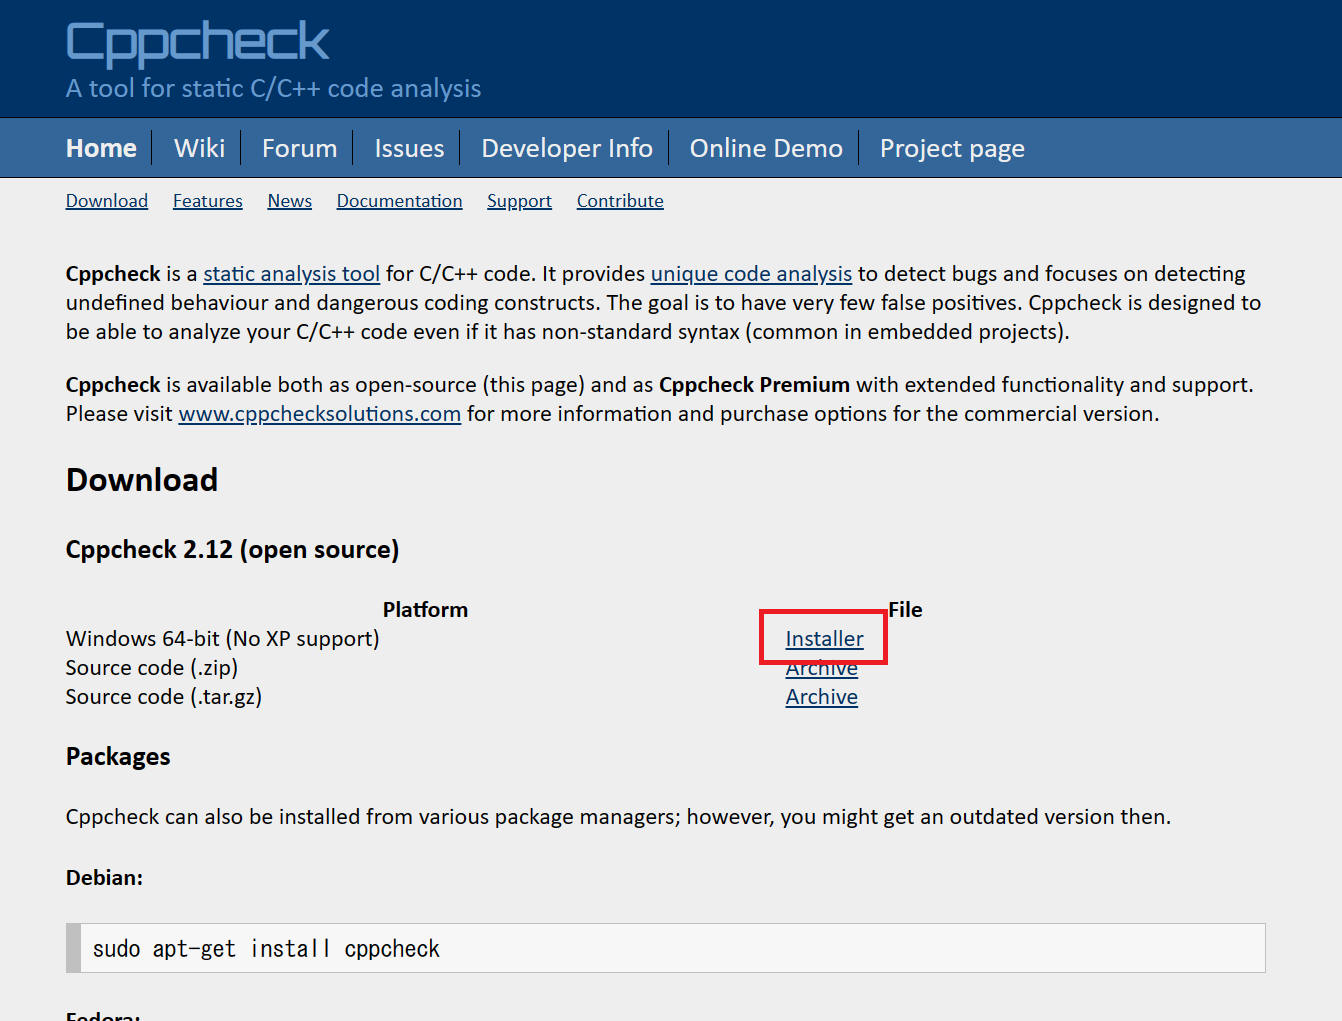 Cppcheck
A tool for static C/C++ code analysis
Home Wiki Forum Issues Developer Info Online Demo Project page
Download Features News Documentation Support Contribute
Cppcheck is a static analysis tool for C/C++ code. It provides unique code analysis to detect bugs and focuses on detecting
undefined behaviour and dangerous coding constructs. The goal is to have very few false positives. Cppcheck is designed to
be able to analyze your C/C++ code even if it has non-standard syntax (common in embedded projects).
Cppcheck is available both as open-source (this page) and as Cppcheck Premium with extended functionality and support.
Please visit www.cppchecksolutions.com for more information and purchase options for the commercial version.
Download
Cppcheck 2.12 (open source)
Platform File
Windows 64-bit (No XP support) Installer
Source code (.zip) Archive
Source code (.tar.gz) Archive
Packages
Cppcheck can also be installed from various package managers; however, you might get an outdated version then.
Debian:
sudo apt-get install cppcheck
Fedora: